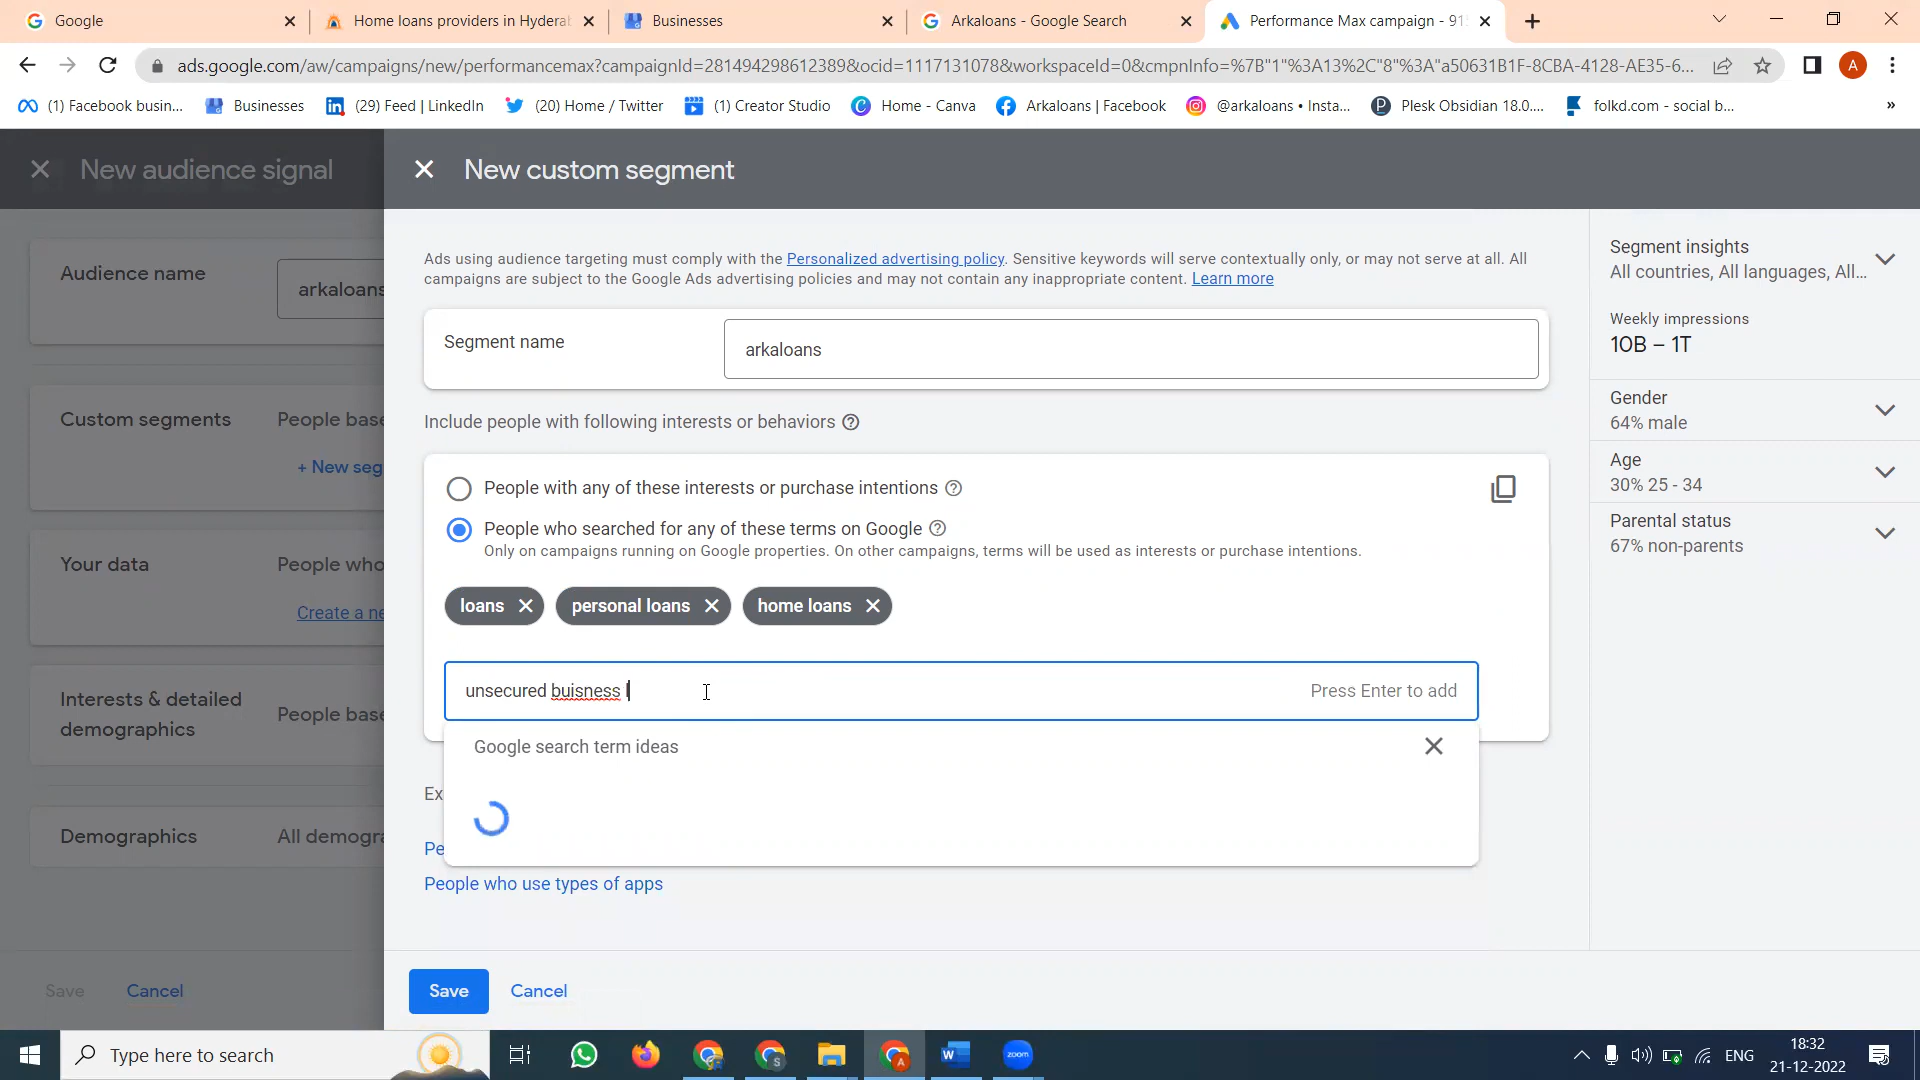 Google
Home loans providers in Hyderab
Businesses
Arkaloans - Google Search
Performance Max campaign - 915
ads.google.com/aw/campaigns/new/performancemax?campaignId=281494298612389&ocid=1117131078&workspaceId=0&cmpnInfo=%7B"1"%3A13%2C"8"%3A"a50631B1F-8CBA-4128-AE35-6...
A
(1) Facebook busin...
Businesses
(29) Feed | LinkedIn
(20) Home / Twitter
(1) Creator Studio
Home - Canva
Arkaloans | Facebook
@arkaloans • Insta...
Plesk Obsidian 18.0....
folkd.com - social b...
»
New audience signal
New custom segment
Audience name
arkaloans
Custom segments
People base
+ New seg
Your data
People who
Create a ne
Interests & detailed
demographics
People base
Demographics
All demogra
Save
Cancel
Ads using audience targeting must comply with the Personalized advertising policy. Sensitive keywords will serve contextually only, or may not serve at all. All
campaigns are subject to the Google Ads advertising policies and may not contain any inappropriate content. Learn more
Segment name
arkaloans
Include people with following interests or behaviors
People with any of these interests or purchase intentions
People who searched for any of these terms on Google
Only on campaigns running on Google properties. On other campaigns, terms will be used as interests or purchase intentions.
loans
personal loans
home loans
unsecured buisness l
Press Enter to add
Google search term ideas
Ex
Pe
People who use types of apps
Save
Cancel
Segment insights
All countries, All languages, All...
Weekly impressions
10B – 1T
Gender
64% male
Age
30% 25 - 34
Parental status
67% non-parents
Type here to search
zoom
ENG
18:32
21-12-2022